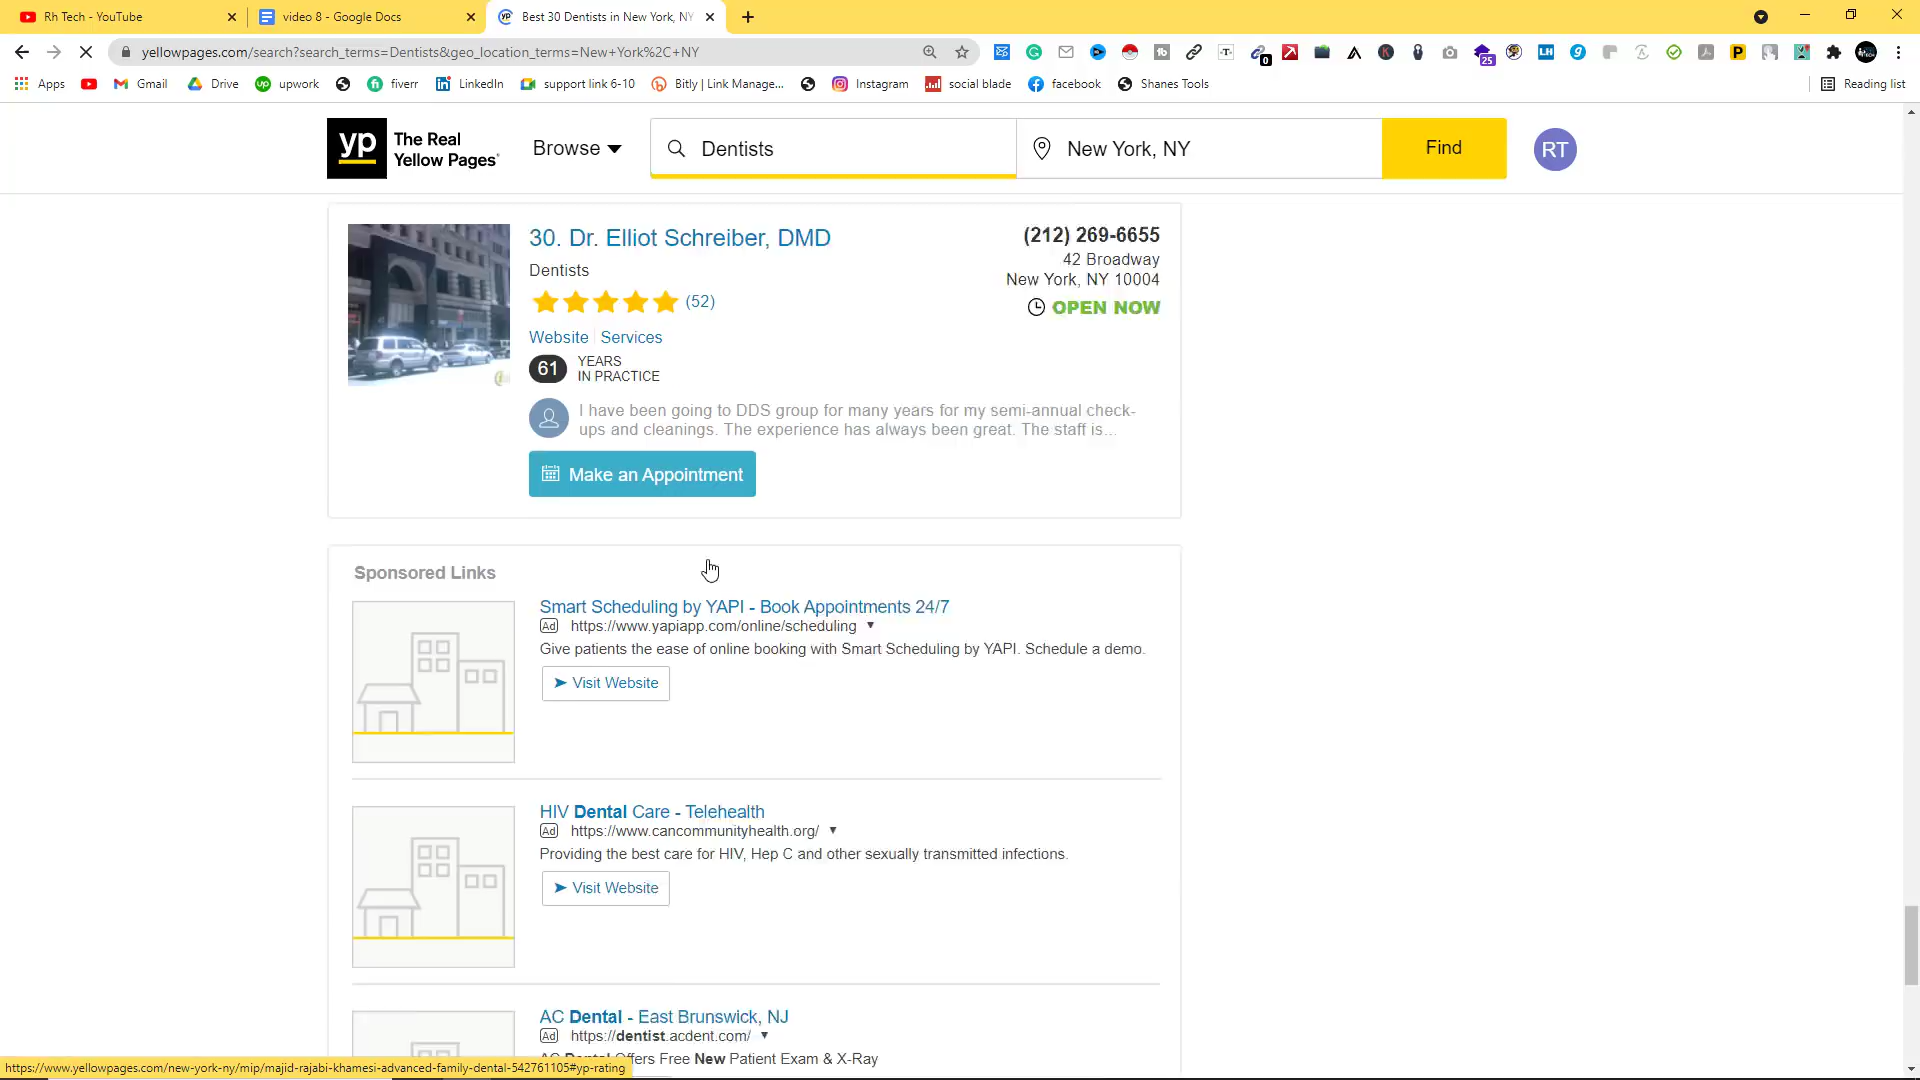 Rh Tech - YouTube
video 8 - Google Docs
Best 30 Dentists in New York, NY
yellowpages.com/search?search_terms=Dentists&geo_location_terms=New+York%2C+NY
Apps
Gmail
Drive
upwork
fiverr
LinkedIn
support link 6-10
Bitly | Link Manage...
Instagram
social blade
facebook
Shanes Tools
Reading list
yp
The Real
Yellow Pages
Browse
Dentists
New York, NY
Find
RT
30. Dr. Elliot Schreiber, DMD
Dentists
(52)
Website
Services
61
YEARS
IN PRACTICE
(212) 269-6655
42 Broadway
New York, NY 10004
OPEN NOW
I have been going to DDS group for many years for my semi-annual check-
ups and cleanings. The experience has always been great. The staff is...
Make an Appointment
Sponsored Links
Smart Scheduling by YAPI - Book Appointments 24/7
Ad https://www.yapiapp.com/online/scheduling
Give patients the ease of online booking with Smart Scheduling by YAPI. Schedule a demo.
Visit Website
HIV Dental Care - Telehealth
Ad https://www.cancommunityhealth.org/
Providing the best care for HIV, Hep C and other sexually transmitted infections.
Visit Website
AC Dental - East Brunswick, NJ
Ad https://dentist.acdent.com/
AC Dental Offers Free New Patient Exam & X-Ray
https://www.yellowpages.com/new-york-ny/mip/majid-rajabi-khamesi-advanced-family-dental-542761105#yp-rating